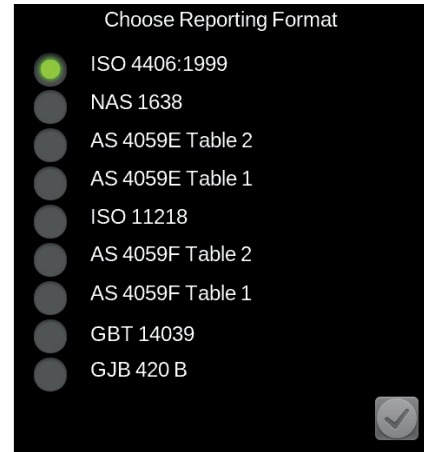 Choose Reporting Format
ISO 4406:1999
NAS 1638
AS 4059E Table 2
AS 4059E Table 1
ISO 11218
AS 4059F Table 2
AS 4059F Table 1
GBT 14039
GJB 420 B